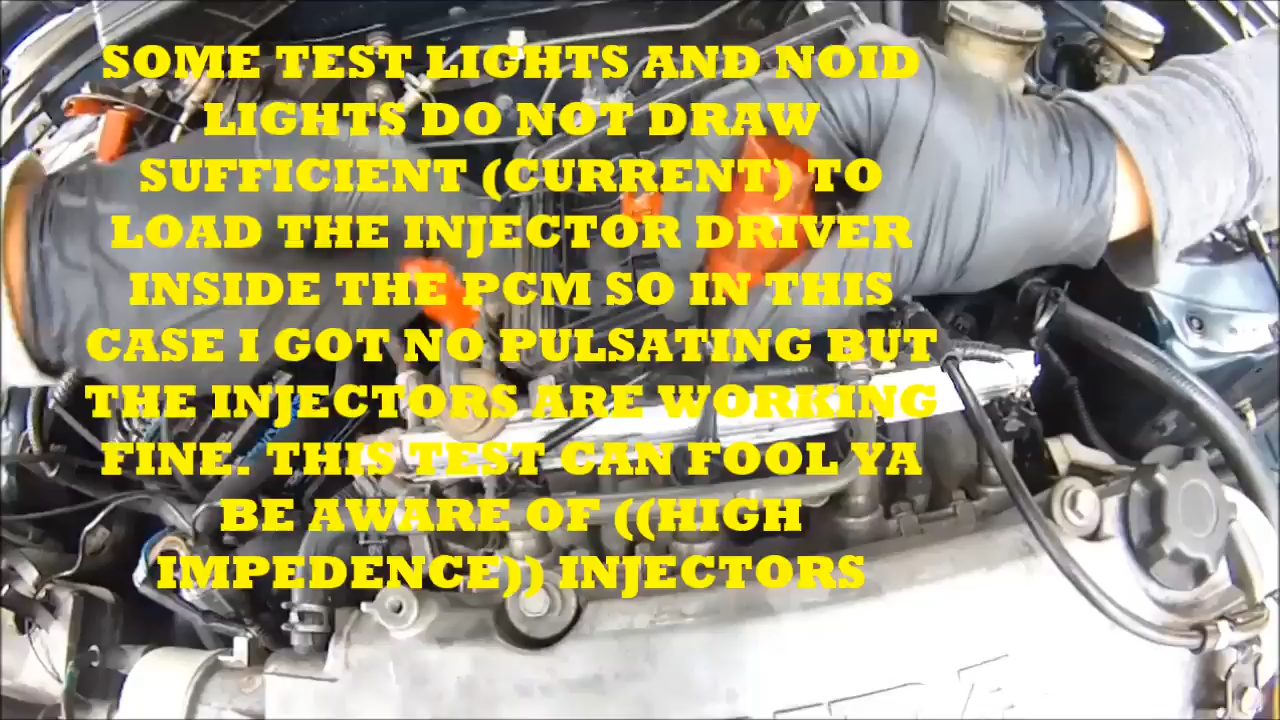 SOME TEST LIGHTS AND NOID
LIGHTS DO NOT DRAW
SUFFICIENT (CURRENT) TO
LOAD THE INJECTOR DRIVER
INSIDE THE PCM SO IN THIS
CASE I GOT NO PULSATING BUT
THE INJECTORS ARE WORKING
FINE. THIS TEST CAN FOOL YA
BE AWARE OF ((HIGH
IMPEDENCE)) INJECTORS